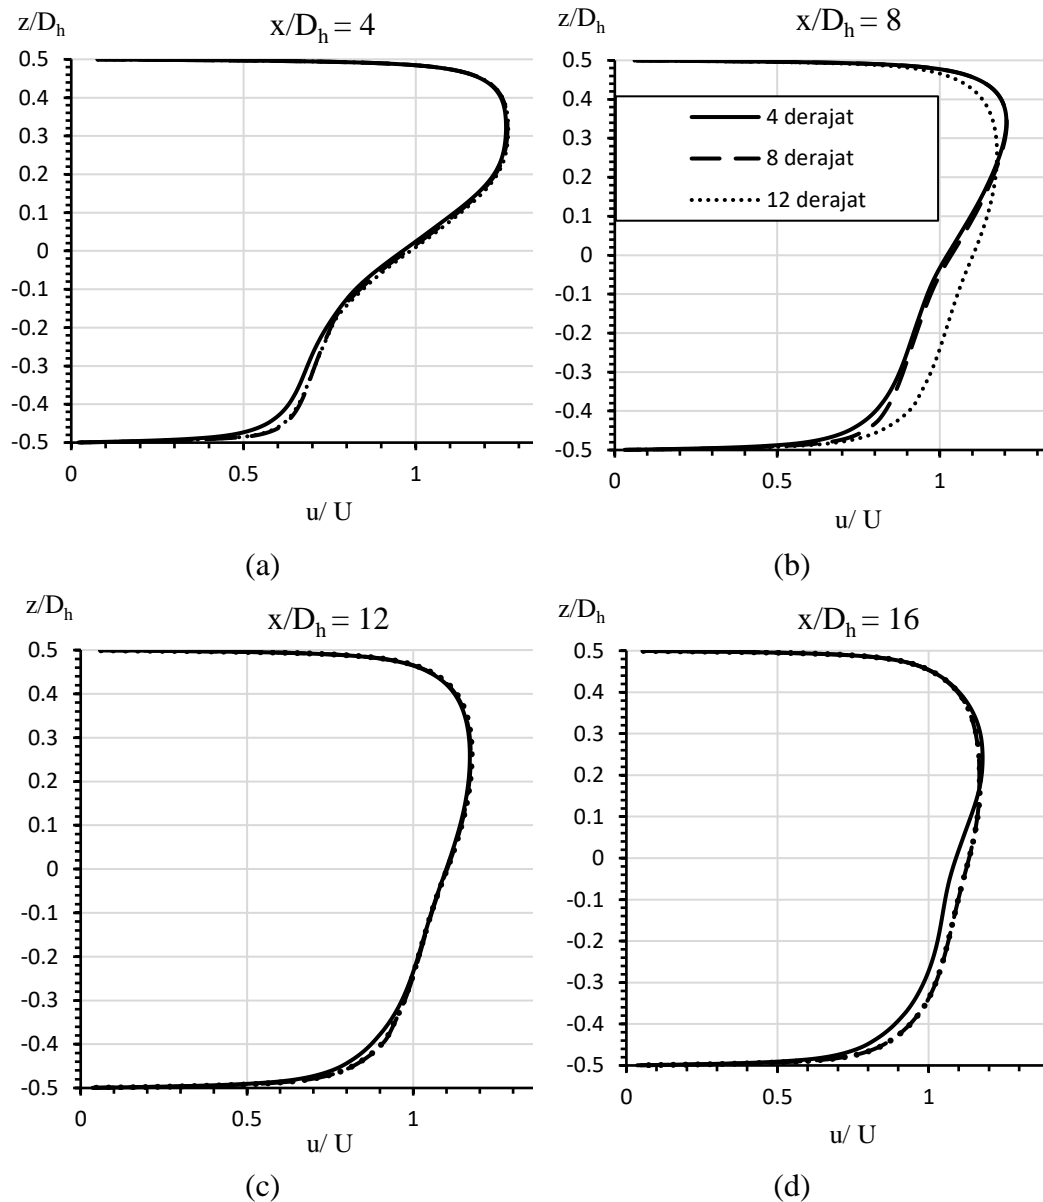 z/Dh
x/Dh = 4
0.5
0.4
0.3
0.2
0.1
0
-0.1
-0.2
-0.3
-0.4
-0.5
0 0.5 1
u/ U
(a)
z/Dh
x/Dh = 8
0.5
0.4
0.3
0.2
0.1
0
-0.1
-0.2
-0.3
-0.4
-0.5
4 derajat
8 derajat
12 derajat
0 0.5 1
u/ U
(b)
z/Dh
x/Dh = 12
0.5
0.4
0.3
0.2
0.1
0
-0.1
-0.2
-0.3
-0.4
-0.5
0 0.5 1
u/ U
(c)
z/Dh
x/Dh = 16
0.5
0.4
0.3
0.2
0.1
0
-0.1
-0.2
-0.3
-0.4
-0.5
0 0.5 1
u/ U
(d)